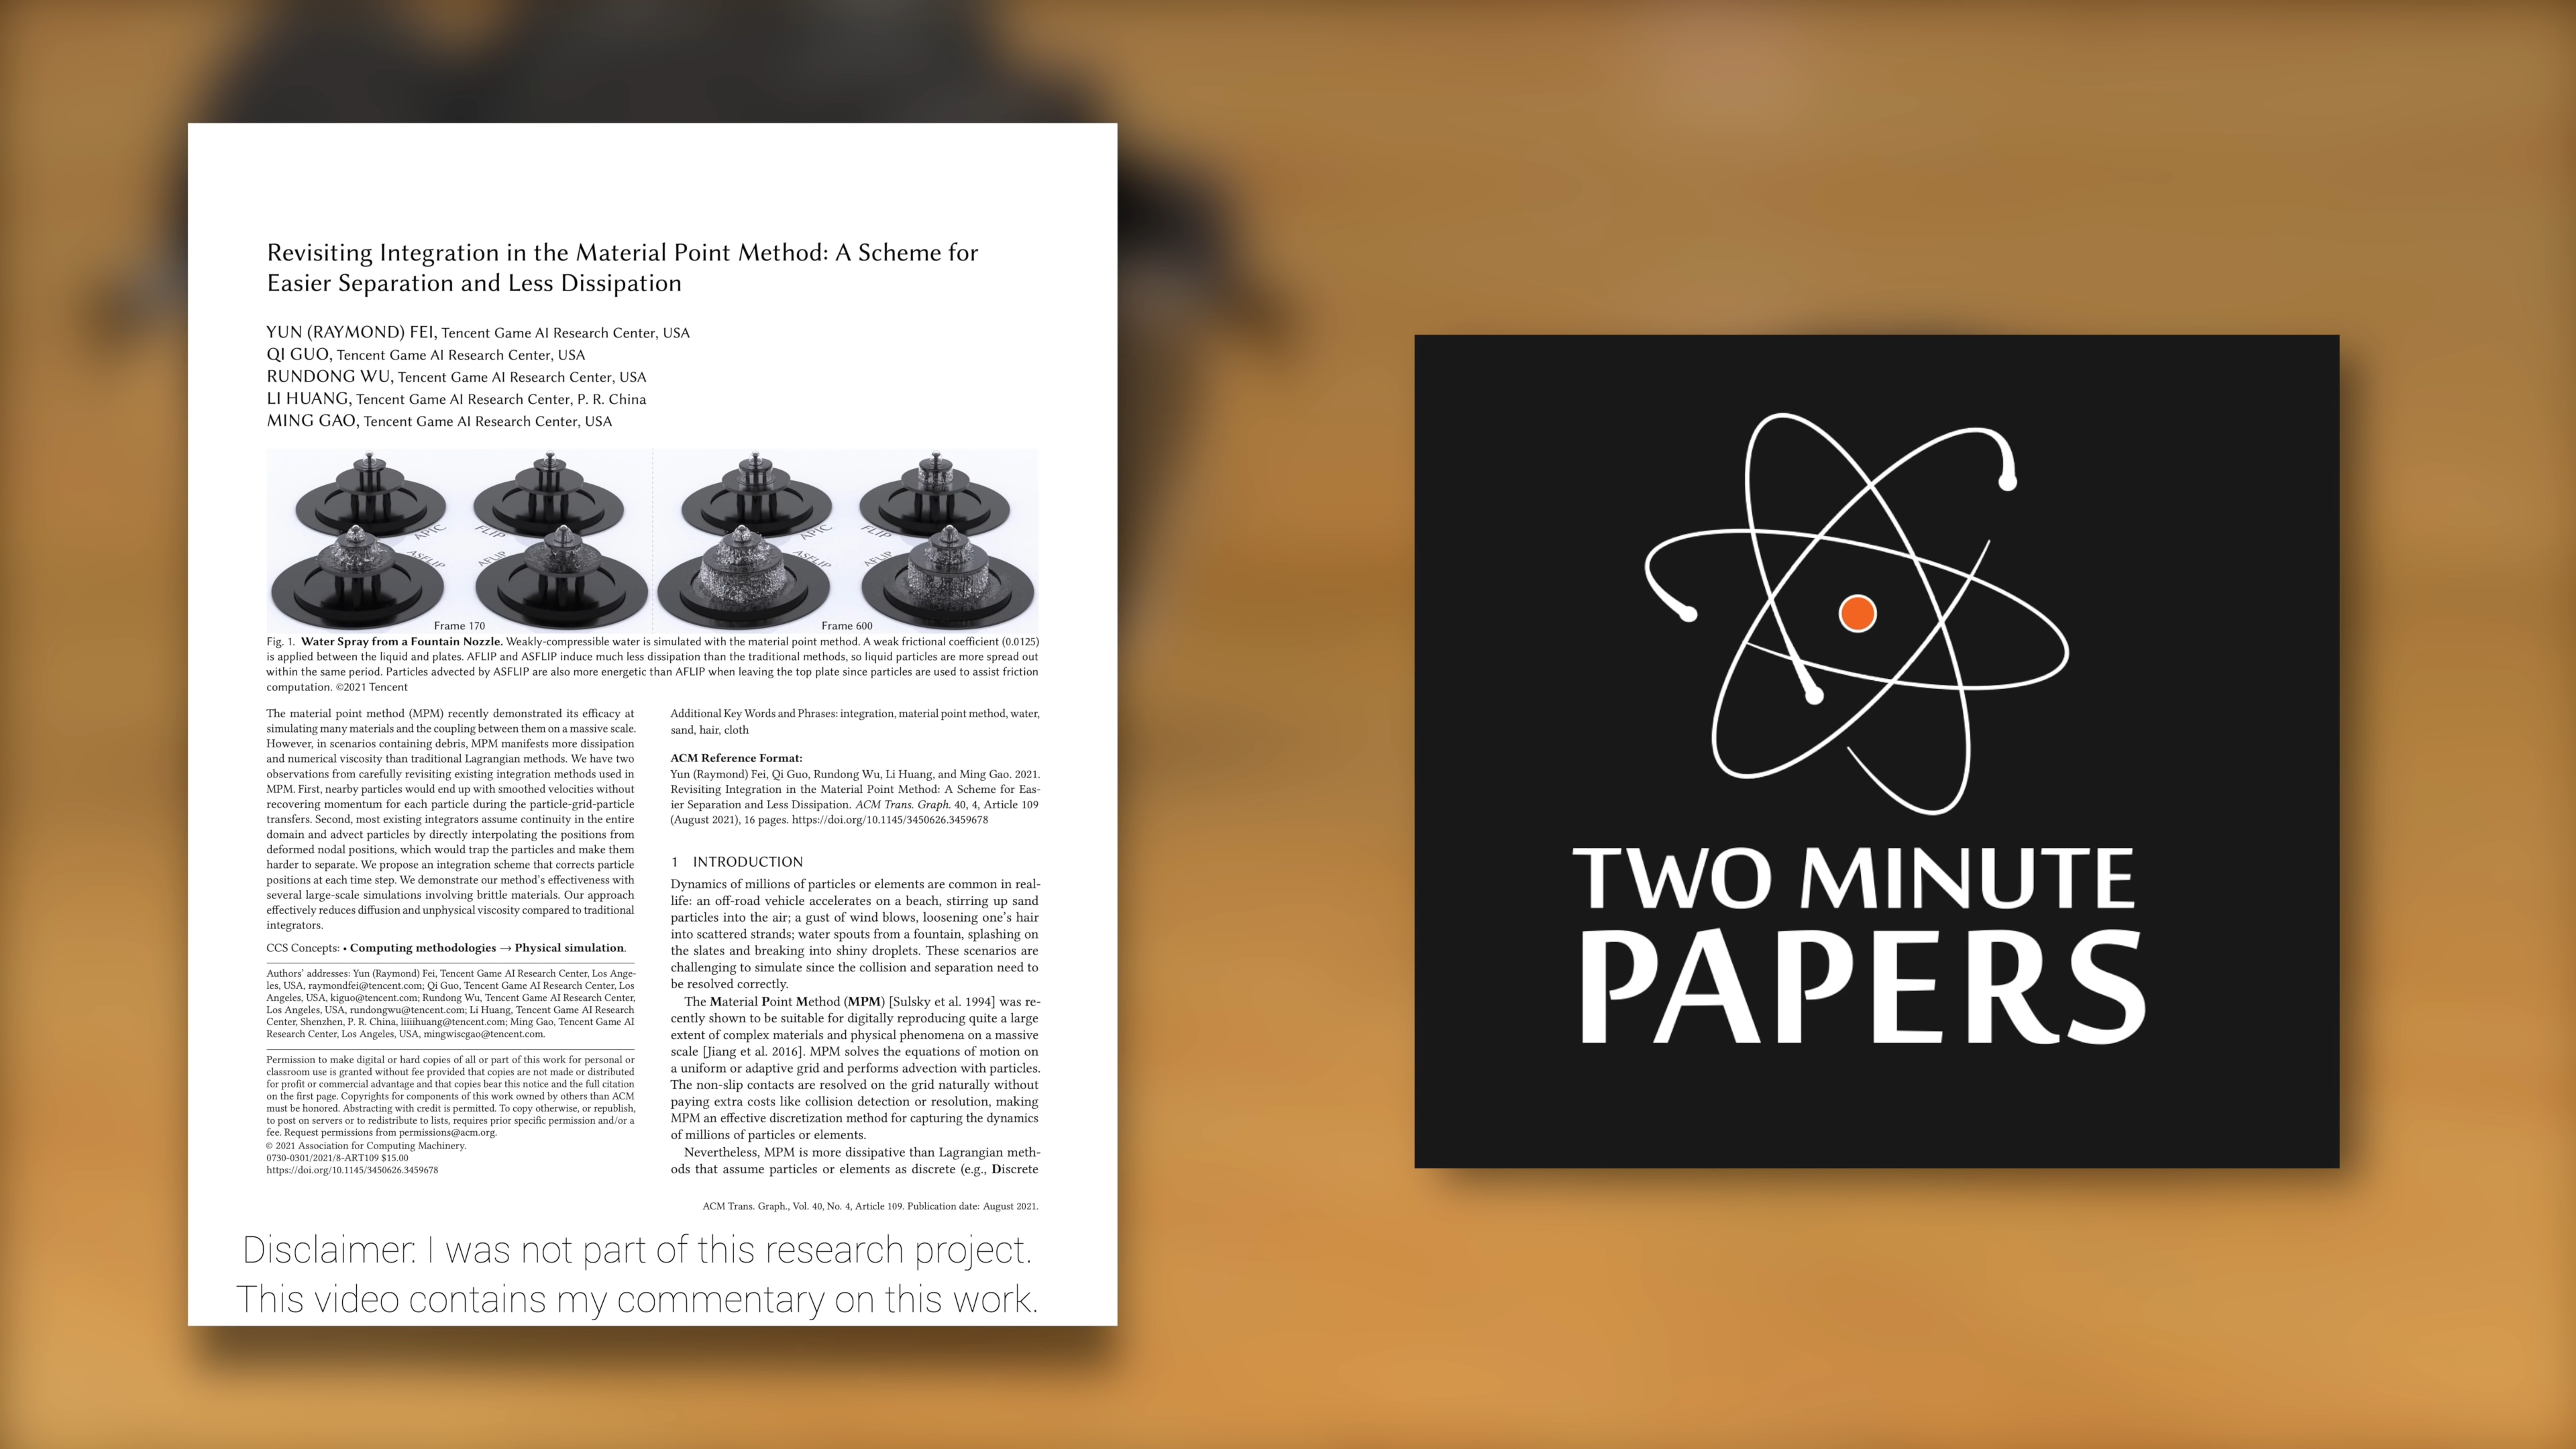 Revisiting Integration in the Material Point Method: A Scheme for
Easier Separation and Less Dissipation
YUN (RAYMOND) FEI, Tencent Game AI Research Center, USA
QI GUO, Tencent Game AI Research Center, USA
RUNDONG WU, Tencent Game AI Research Center, USA
LI HUANG, Tencent Game AI Research Center, P. R. China
MING GAO, Tencent Game AI Research Center, USA
APIC
FLIP
APIC
FLIP
ASFLIP
AFLIP
ASFLIP
AFLIP
Frame 170
Frame 600
Fig. 1. Water Spray from a Fountain Nozzle. Weakly-compressible water is simulated with the material point method. A weak frictional coefficient (0.0125)
is applied between the liquid and plates. AFLIP and ASFLIP induce much less dissipation than the traditional methods, so liquid particles are more spread out
within the same period. Particles advected by ASFLIP are also more energetic than AFLIP when leaving the top plate since particles are used to assist friction
computation. ©2021 Tencent
The material point method (MPM) recently demonstrated its efficacy at
simulating many materials and the coupling between them on a massive scale.
However, in scenarios containing debris, MPM manifests more dissipation
and numerical viscosity than traditional Lagrangian methods. We have two
observations from carefully revisiting existing integration methods used in
MPM. First, nearby particles would end up with smoothed velocities without
recovering momentum for each particle during the particle-grid-particle
transfers. Second, most existing integrators assume continuity in the entire
domain and advect particles by directly interpolating the positions from
deformed nodal positions, which would trap the particles and make them
harder to separate. We propose an integration scheme that corrects particle
positions at each time step. We demonstrate our method's effectiveness with
several large-scale simulations involving brittle materials. Our approach
effectively reduces diffusion and unphysical viscosity compared to traditional
integrators.
CCS Concepts: • Computing methodologies → Physical simulation.
Authors' addresses: Yun (Raymond) Fei, Tencent Game AI Research Center, Los Ange-
les, USA, raymondfei@tencent.com; Qi Guo, Tencent Game AI Research Center, Los
Angeles, USA, kiguo@tencent.com; Rundong Wu, Tencent Game AI Research Center,
Los Angeles, USA, rundongwu@tencent.com; Li Huang, Tencent Game AI Research
Center, Shenzhen, P. R. China, liiiihuang@tencent.com; Ming Gao, Tencent Game AI
Research Center, Los Angeles, USA, mingwiscgao@tencent.com.
Permission to make digital or hard copies of all or part of this work for personal or
classroom use is granted without fee provided that copies are not made or distributed
for profit or commercial advantage and that copies bear this notice and the full citation
on the first page. Copyrights for components of this work owned by others than ACM
must be honored. Abstracting with credit is permitted. To copy otherwise, or republish,
to post on servers or to redistribute to lists, requires prior specific permission and/or a
fee. Request permissions from permissions@acm.org.
© 2021 Association for Computing Machinery.
0730-0301/2021/8-ART109 $15.00
https://doi.org/10.1145/3450626.3459678
Additional Key Words and Phrases: integration, material point method, water,
sand, hair, cloth
ACM Reference Format:
Yun (Raymond) Fei, Qi Guo, Rundong Wu, Li Huang, and Ming Gao. 2021.
Revisiting Integration in the Material Point Method: A Scheme for Eas-
ier Separation and Less Dissipation. ACM Trans. Graph. 40, 4, Article 109
(August 2021), 16 pages. https://doi.org/10.1145/3450626.3459678
1 INTRODUCTION
Dynamics of millions of particles or elements are common in real-
life: an off-road vehicle accelerates on a beach, stirring up sand
particles into the air; a gust of wind blows, loosening one's hair
into scattered strands; water spouts from a fountain, splashing on
the slates and breaking into shiny droplets. These scenarios are
challenging to simulate since the collision and separation need to
be resolved correctly.
The Material Point Method (MPM) [Sulsky et al. 1994] was re-
cently shown to be suitable for digitally reproducing quite a large
extent of complex materials and physical phenomena on a massive
scale [Jiang et al. 2016]. MPM solves the equations of motion on
a uniform or adaptive grid and performs advection with particles.
The non-slip contacts are resolved on the grid naturally without
paying extra costs like collision detection or resolution, making
MPM an effective discretization method for capturing the dynamics
of millions of particles or elements.
Nevertheless, MPM is more dissipative than Lagrangian meth-
ods that assume particles or elements as discrete (e.g., Discrete
ACM Trans. Graph., Vol. 40, No. 4, Article 109. Publication date: August 2021.
Disclaimer: I was not part of this research project.
This video contains my commentary on this work.
TWO MINUTE
PAPERS